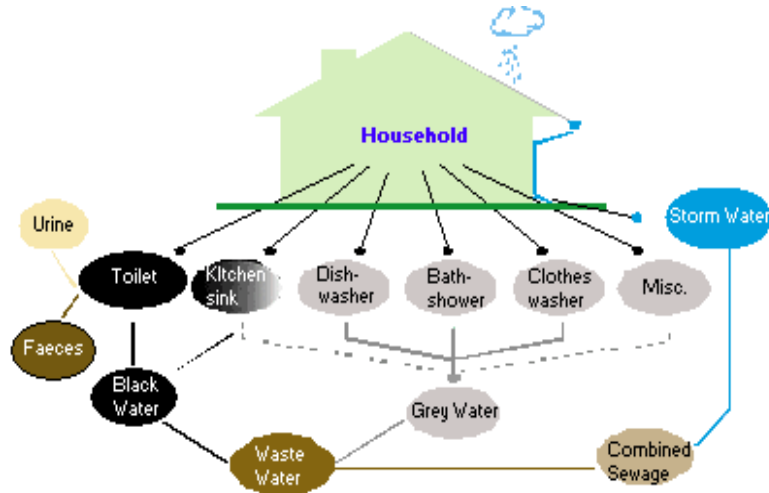 Household
Urine
Storm Water
Toilet
KItchen
sink
Dish-
washer
Bath-
shower
Clothes
washer
Misc.
Faeces
Black
Water
Grey Water
Waste
Water
Combined
Sewage